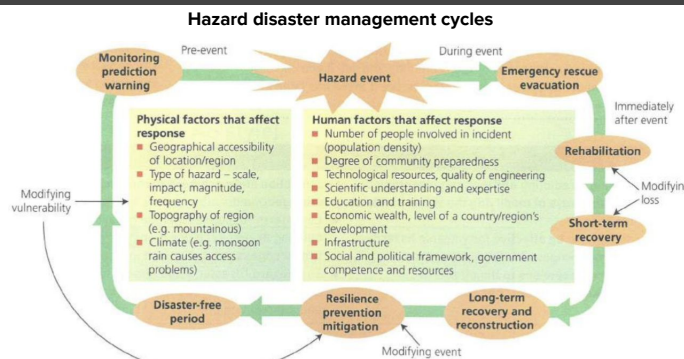 Hazard disaster management cycles
Pre-event
During event
Monitoring
prediction
warning
Hazard event
Emergency rescue
evacuation
Immediately
after event
Physical factors that affect
response
■ Geographical accessibility
of location/region
■ Type of hazard – scale,
impact, magnitude,
frequency
■ Topography of region
(e.g. mountainous)
■ Climate (e.g. monsoon
rain causes access
problems)
Human factors that affect response
■ Number of people involved in incident
(population density)
■ Degree of community preparedness
■ Technological resources, quality of engineering
■ Scientific understanding and expertise
■ Education and training
■ Economic wealth, level of a country/region's
development
■ Infrastructure
■ Social and political framework, government
competence and resources
Rehabilitation
Modifyin
loss
Short-term
recovery
Modifying
vulnerability
Disaster-free
period
Resilience
prevention
mitigation
Long-term
recovery and
reconstruction
Modifying event